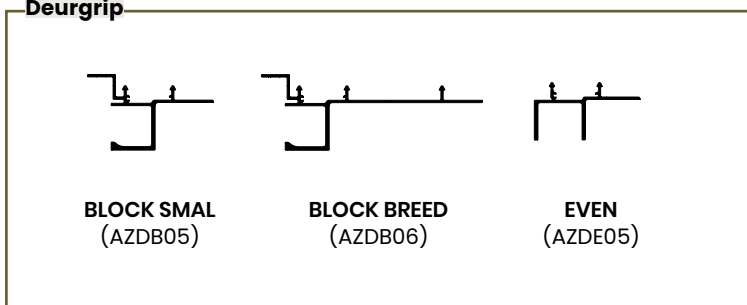 Deurgrip
BLOCK SMAL
(AZDB05)
BLOCK BREED
(AZDB06)
EVEN
(AZDE05)